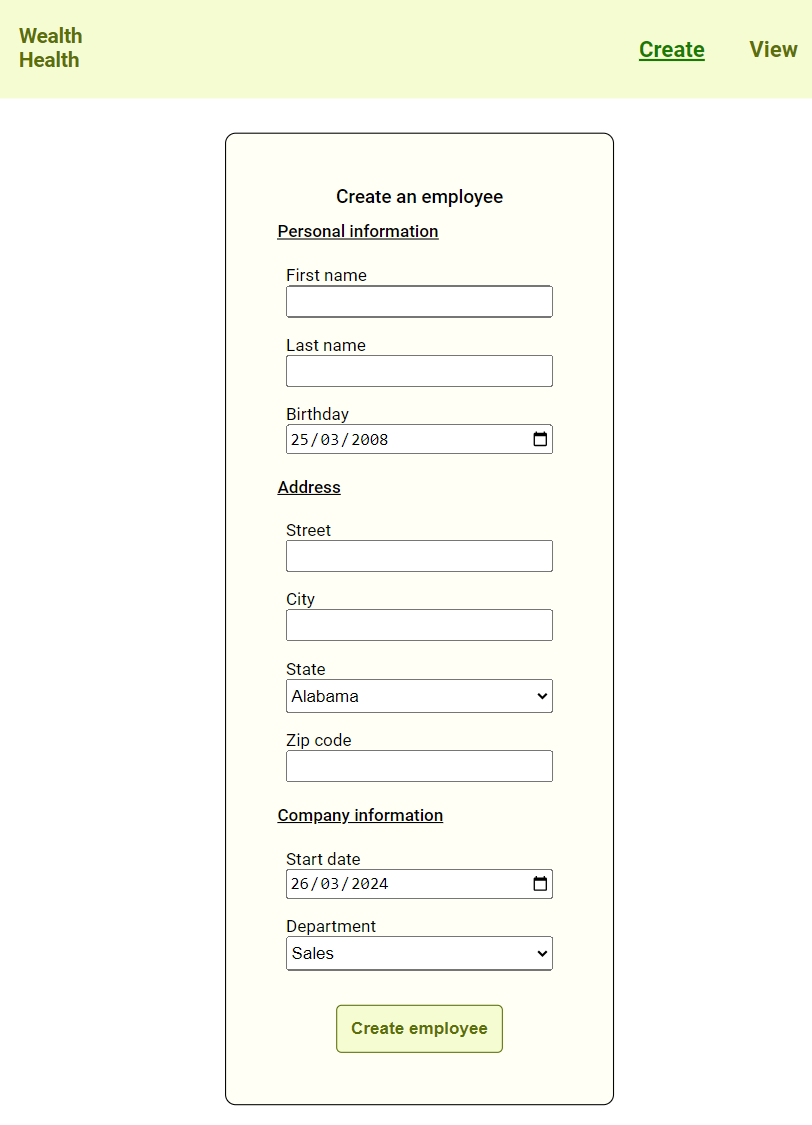 Wealth
Health
Create View
Create an employee
Personal information
First name
Last name
Birthday
25/03/2008
Address
Street
City
State
Alabama
Zip code
Company information
Start date
26/03/2024
Department
Sales
Create employee